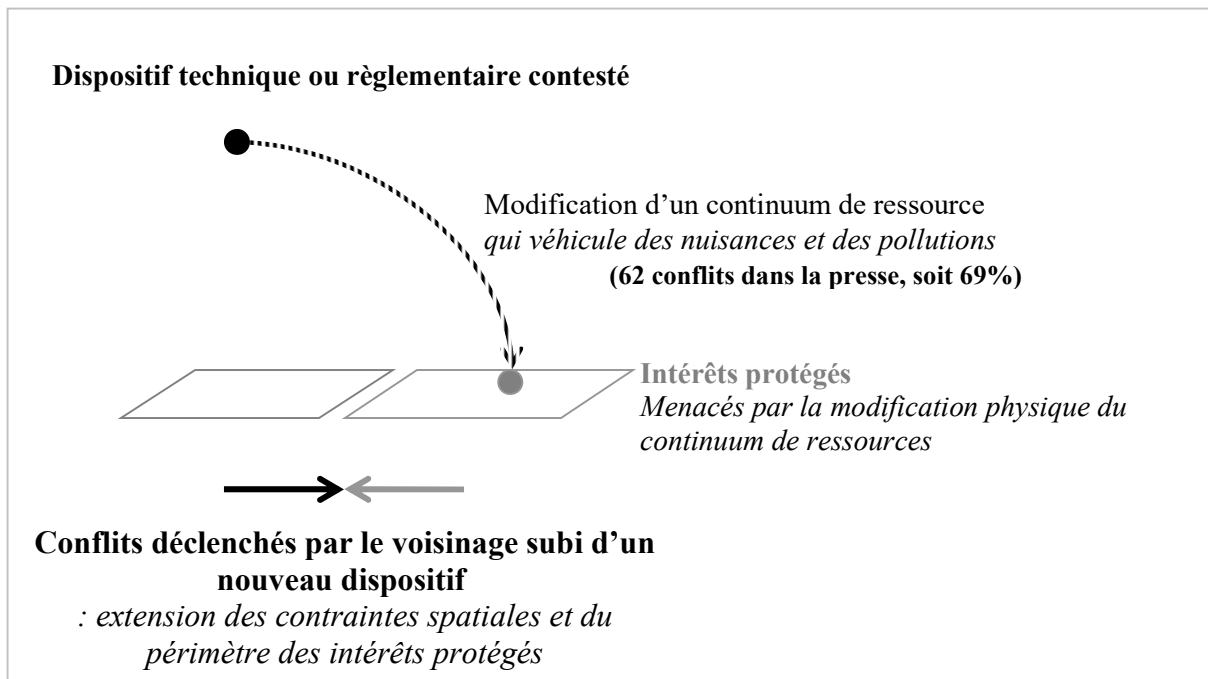 Dispositif technique ou règlementaire contesté
Modification d’un continuum de ressource
qui véhicule des nuisances et des pollutions
(62 conflits dans la presse, soit 69%)
Intérêts protégés
Menacés par la modification physique du
continuum de ressources
Conflits déclenchés par le voisinage subi d’un
nouveau dispositif
: extension des contraintes spatiales et du
périmètre des intérêts protégés